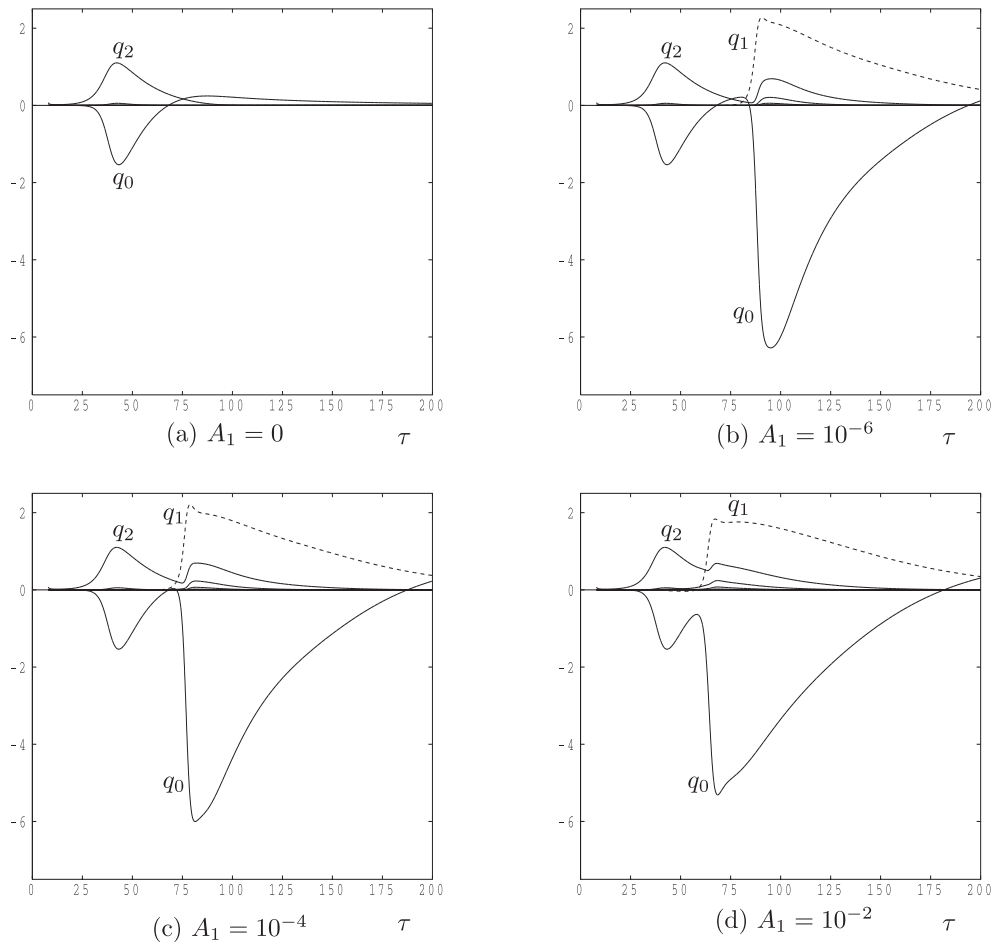 2
q₂
0
q₀
−2
−4
−6
0 25 50 75 100 125 150 175 200
(a) A₁ = 0 τ
2
q₂ q₁
0
−2
−4
q₀
−6
0 25 50 75 100 125 150 175 200
(b) A₁ = 10⁻⁶ τ
2
q₂ q₁
0
−2
−4
q₀
−6
0 25 50 75 100 125 150 175 200
(c) A₁ = 10⁻⁴ τ
2
q₂ q₁
0
−2
−4
q₀
−6
0 25 50 75 100 125 150 175 200
(d) A₁ = 10⁻² τ